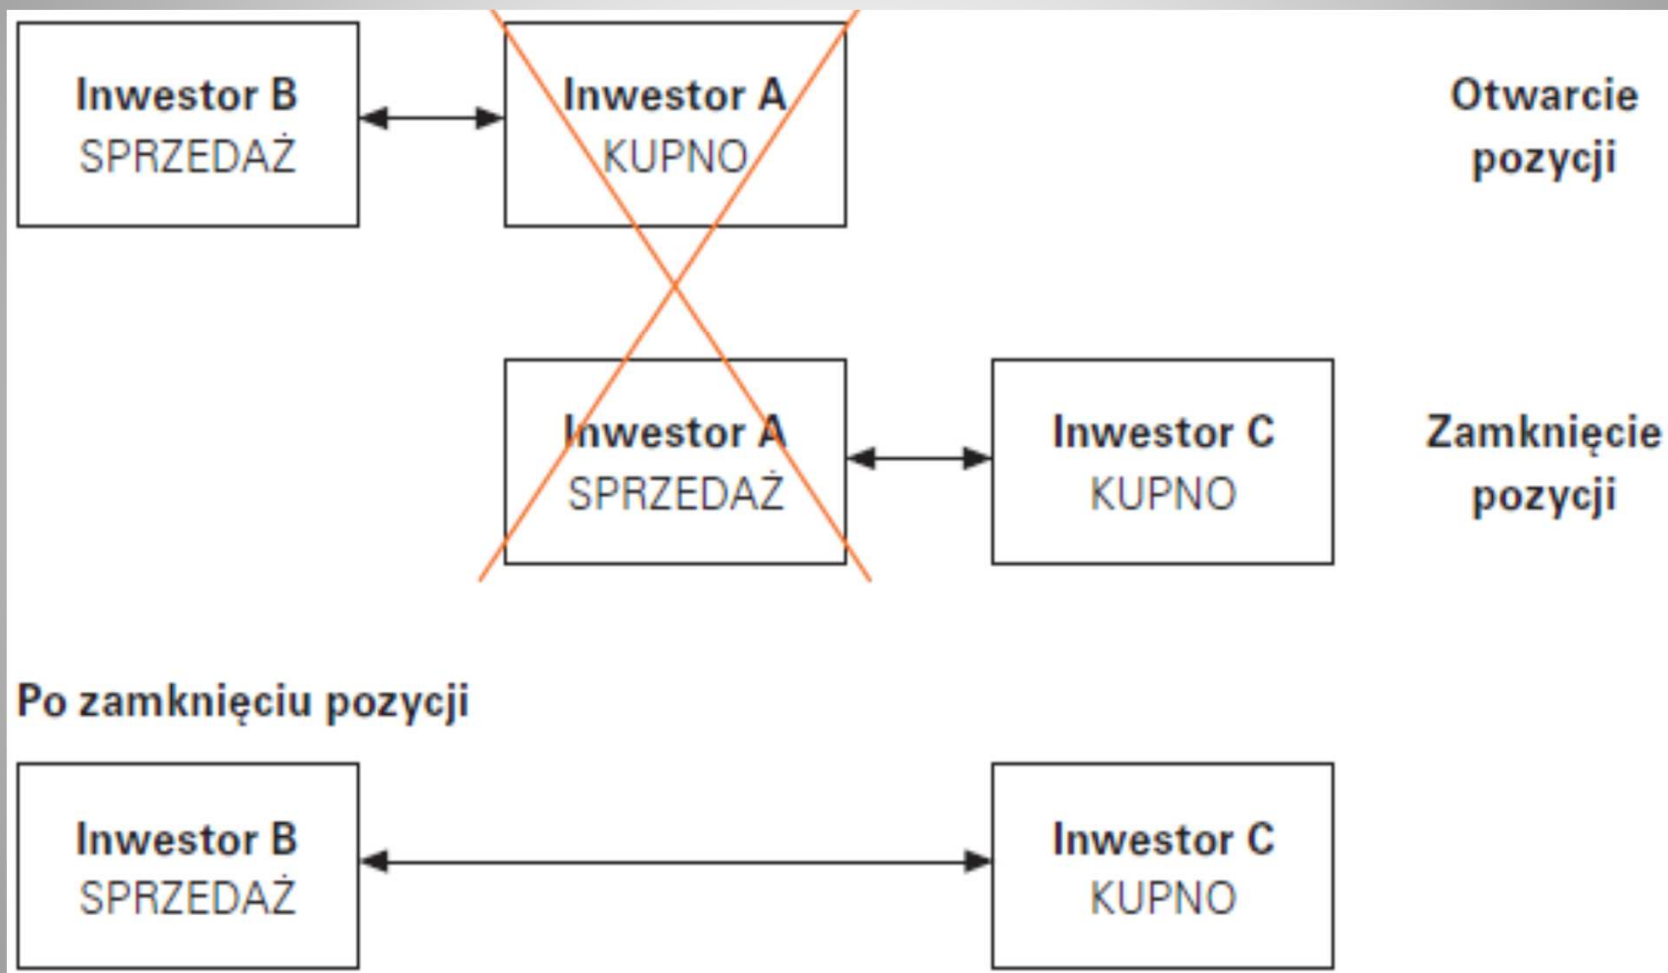 Inwestor B
SPRZEDAŻ
Inwestor A
KUPNO
Otwarcie
pozycji
Inwestor A
SPRZEDAŻ
Inwestor C
KUPNO
Zamknięcie
pozycji
Po zamknięciu pozycji
Inwestor B
SPRZEDAŻ
Inwestor C
KUPNO